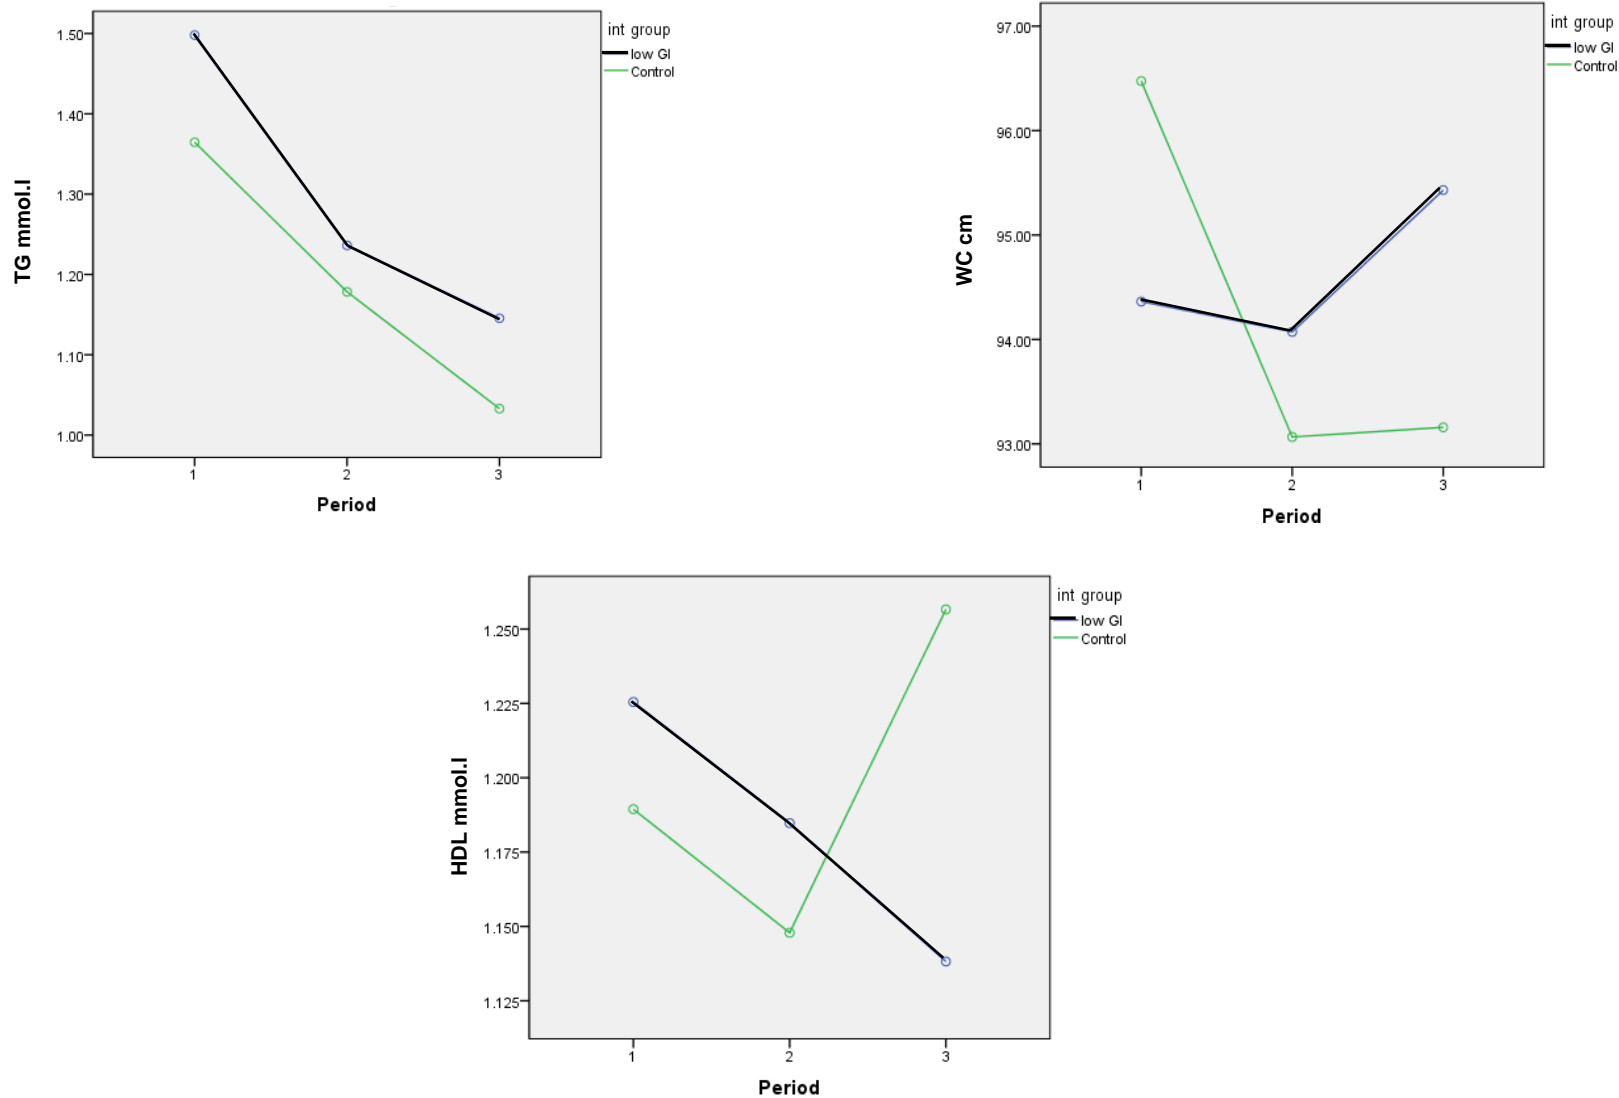 int group
low GI
Control
1.50
1.40
1.30
1.20
1.10
1.00
TG mmol.l
1
2
3
Period
int group
low GI
Control
97.00
96.00
95.00
94.00
93.00
WC cm
1
2
3
Period
int group
low GI
Control
1.250
1.225
1.200
1.175
1.150
1.125
HDL mmol.l
1
2
3
Period